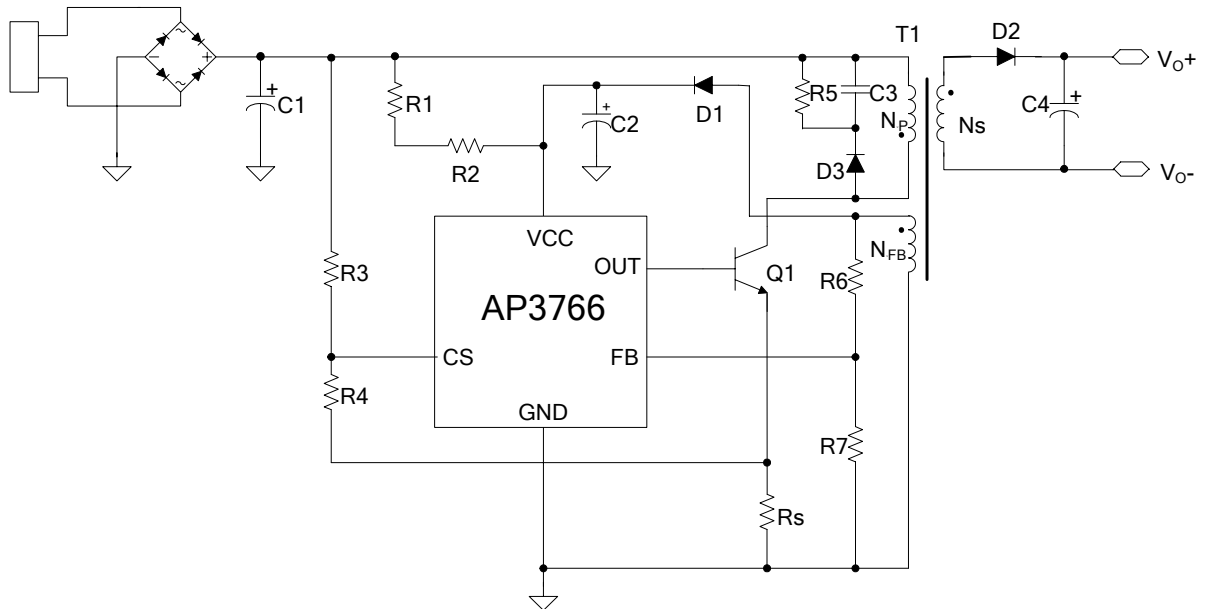 T1
D2
VO+
R1
C1
C2
D1
R5
C3
NP
Ns
C4
R2
D3
VO-
VCC
OUT
NFB
R3
Q1
R6
AP3766
CS
FB
R4
GND
R7
Rs